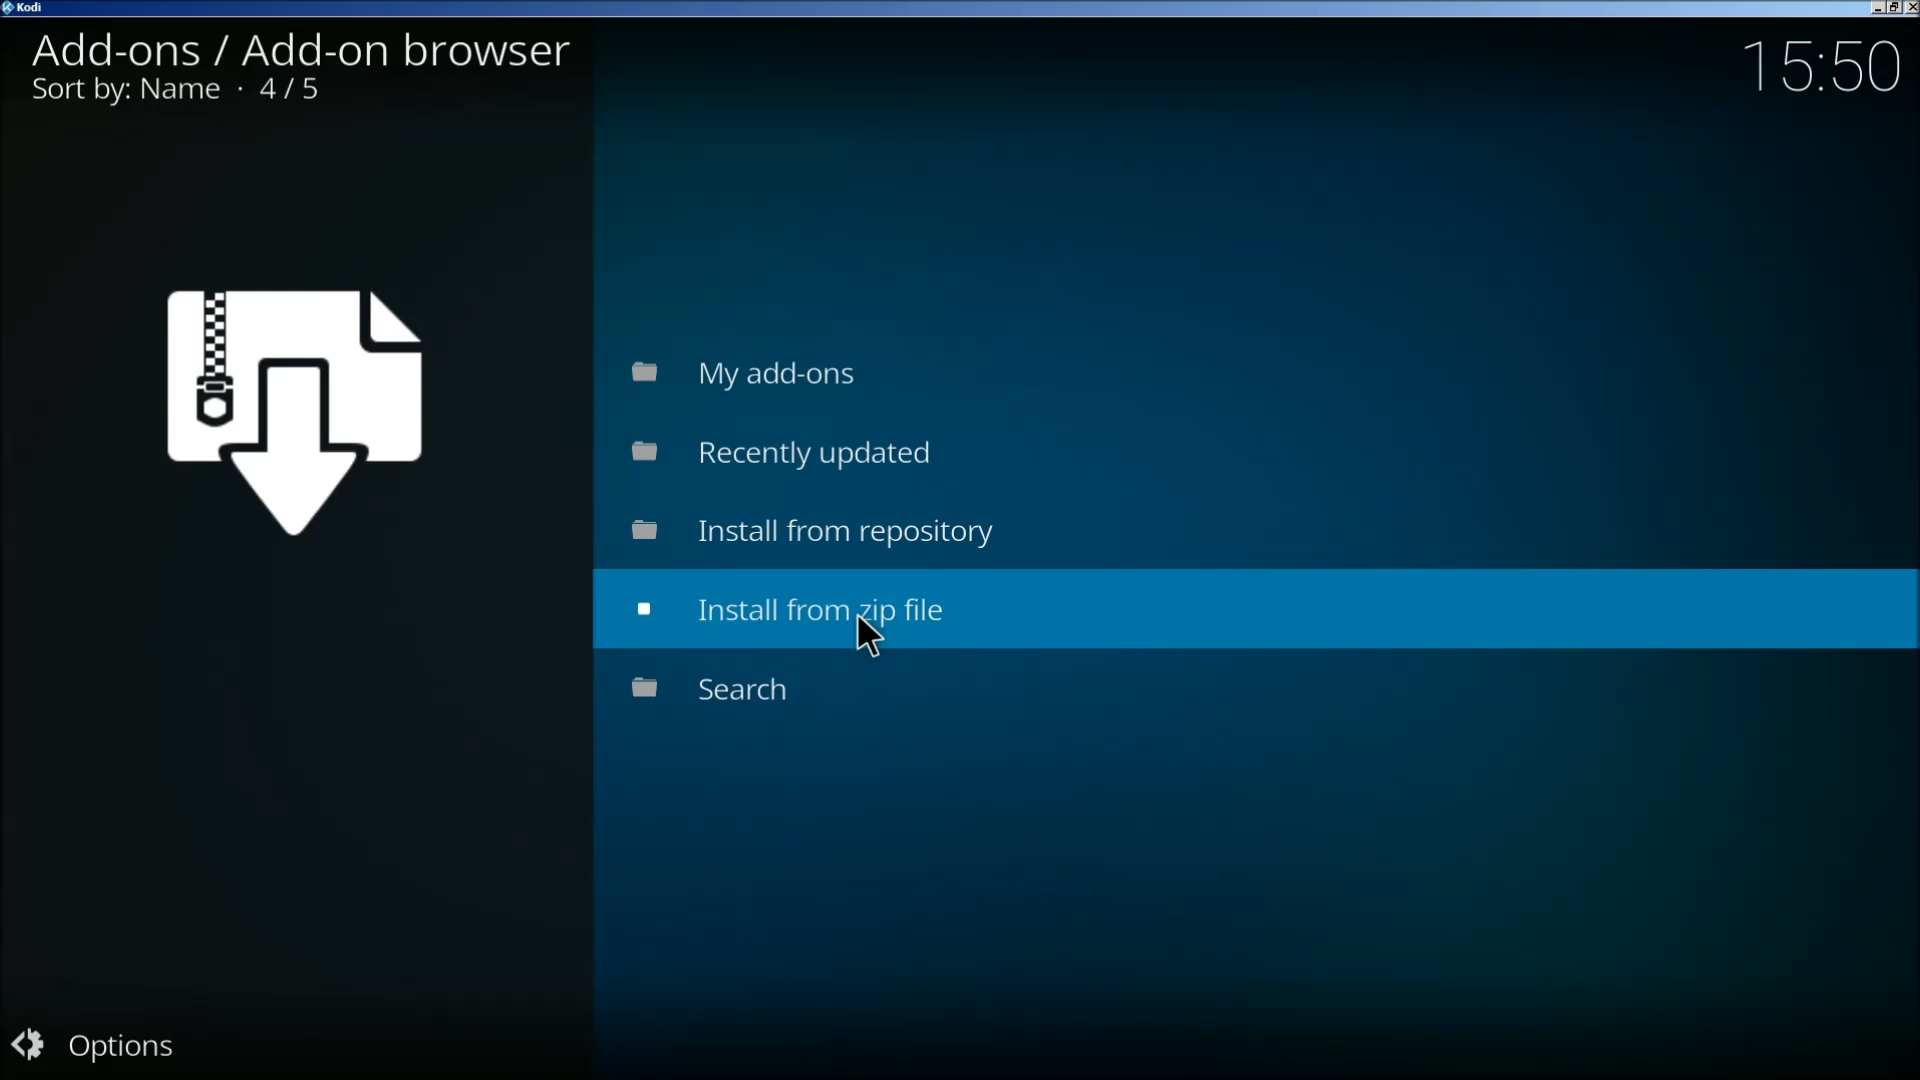 Kodi
Add-ons / Add-on browser
Sort by: Name · 4 / 5
15:50
My add-ons
Recently updated
Install from repository
Install from zip file
Search
Options